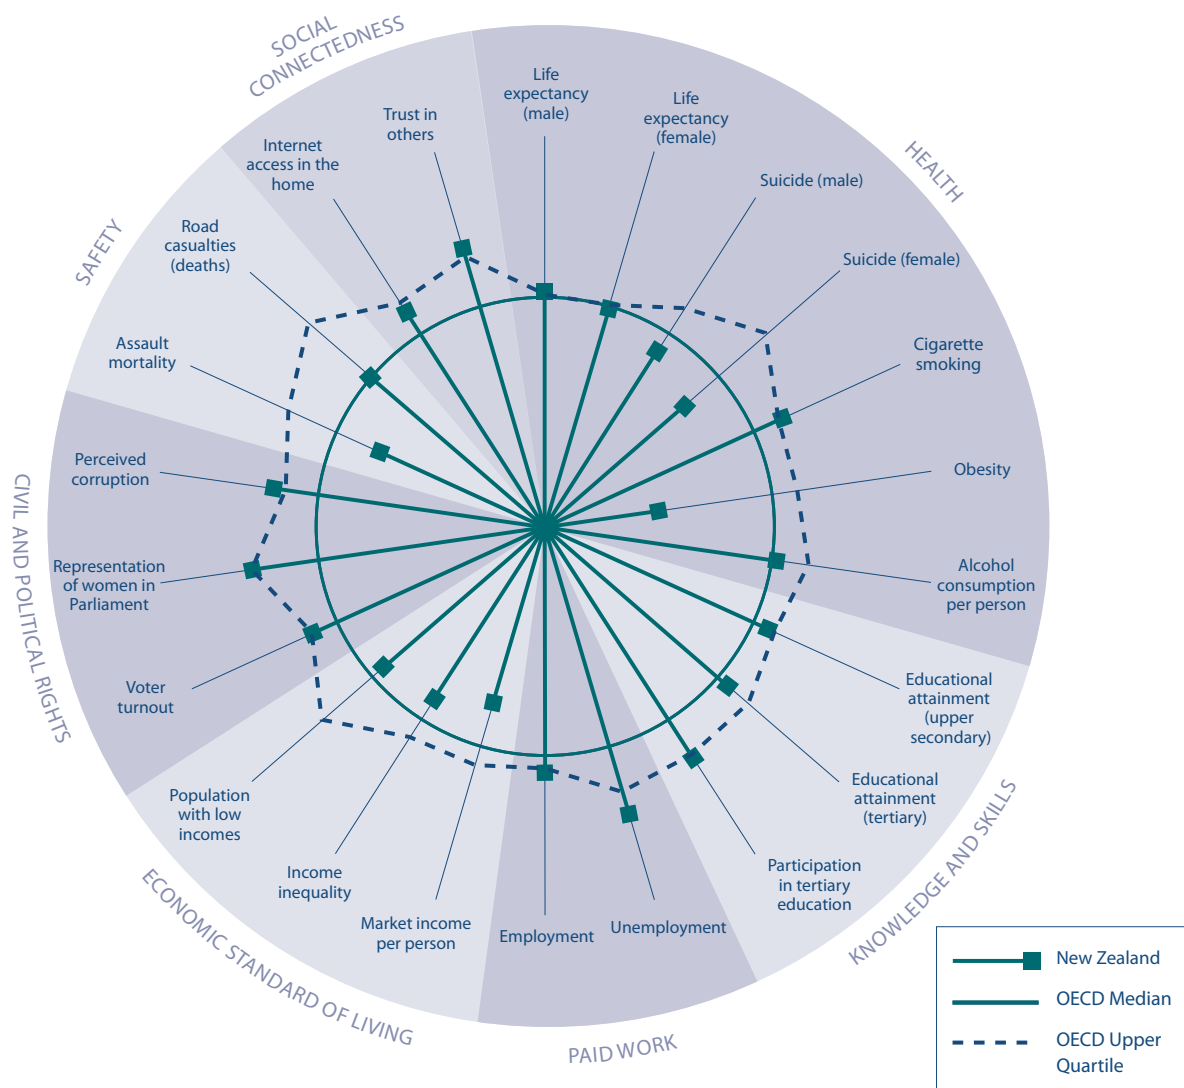 SOCIAL
CONNECTEDNESS
HEALTH
SAFETY
CIVIL AND POLITICAL RIGHTS
ECONOMIC STANDARD OF LIVING
PAID WORK
KNOWLEDGE AND SKILLS
Life
expectancy
(male)
Life
expectancy
(female)
Suicide (male)
Suicide (female)
Cigarette
smoking
Obesity
Alcohol
consumption
per person
Educational
attainment
(upper
secondary)
Educational
attainment
(tertiary)
Participation
in tertiary
education
Unemployment
Employment
Market income
per person
Income
inequality
Population
with low
incomes
Voter
turnout
Representation
of women in
Parliament
Perceived
corruption
Assault
mortality
Road
casualties
(deaths)
Internet
access in the
home
Trust in
others
New Zealand
OECD Median
OECD Upper
Quartile